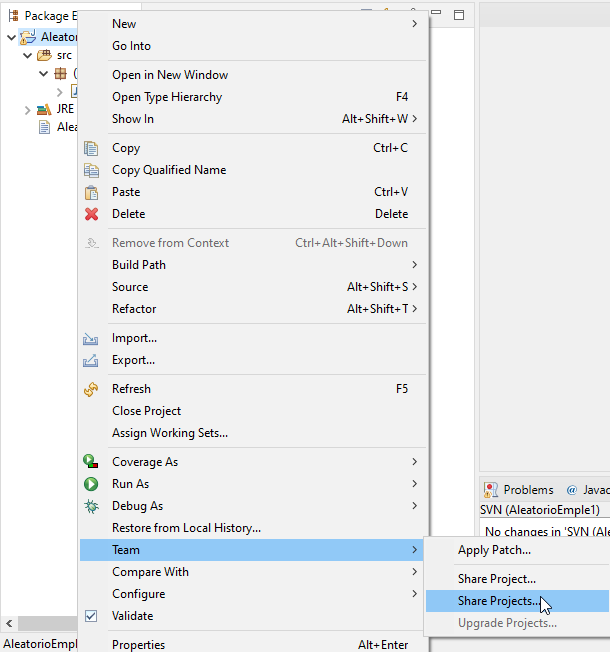 Package E
Aleator
src
(
J
JRE
Alea
New
Go Into
Open in New Window
Open Type Hierarchy F4
Show In Alt+Shift+W
Copy Ctrl+C
Copy Qualified Name
Paste Ctrl+V
Delete Delete
Remove from Context Ctrl+Alt+Shift+Down
Build Path
Source Alt+Shift+S
Refactor Alt+Shift+T
Import...
Export...
Refresh F5
Close Project
Assign Working Sets...
Coverage As
Run As
Debug As
Restore from Local History...
Team
Compare With
Configure
Validate
Properties Alt+Enter
Apply Patch...
Share Project...
Share Projects...
Upgrade Projects...
Problems @ Javad
SVN (AleatorioEmple1)
No changes in 'SVN (Alea
AleatorioEmple1